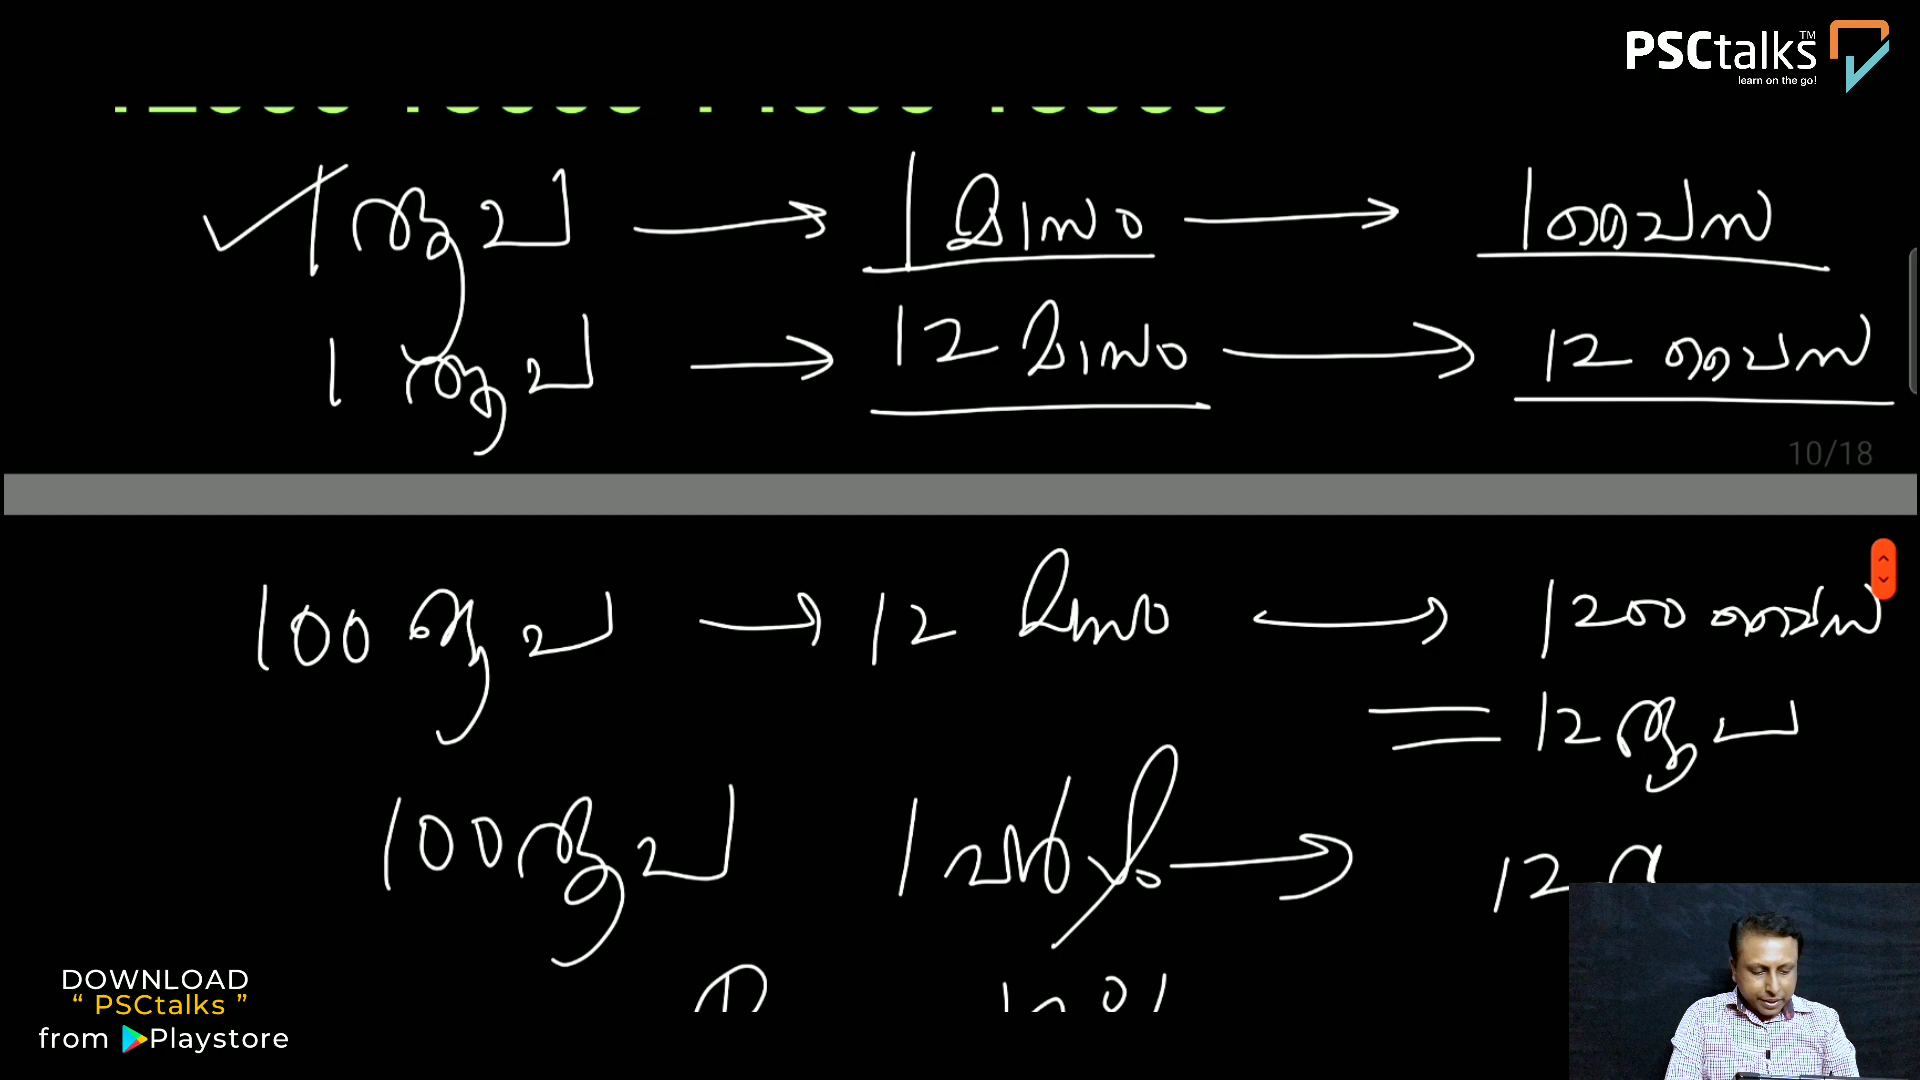 PSCtalks™
learn on the go!
1 രൂപ → 1 മാസം → 1 പൈസ
1 രൂപ → 12 മാസം → 12 പൈസ
10/18
100 രൂപ → 12 മാസം → 1200 പൈസ
= 12 രൂപ
100 രൂപ 1 വർഷം → 12
DOWNLOAD
“ PSCtalks ”
from Playstore